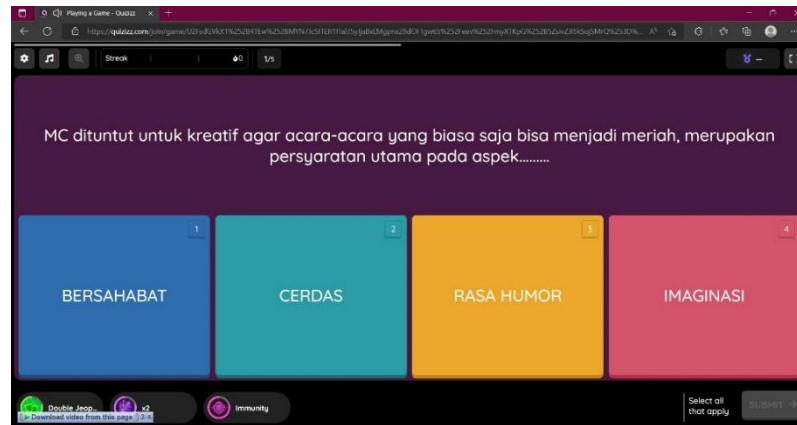 Playing a Game - Quizizz
Streak
0
1/5
MC dituntut untuk kreatif agar acara-acara yang biasa saja bisa menjadi meriah, merupakan
persyaratan utama pada aspek.........
1
2
3
4
BERSAHABAT
CERDAS
RASA HUMOR
IMAGINASI
Double Jeop...
x2
Immunity
Download video from this page
Select all
that apply
SUBMIT